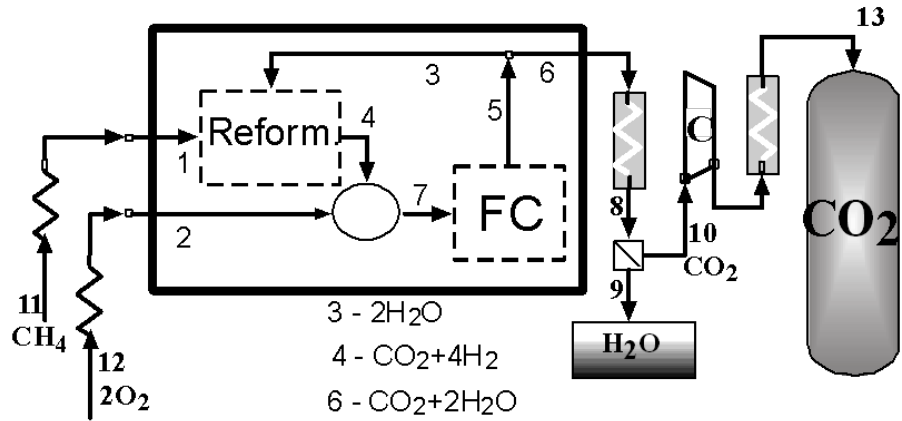 13
3
6
Reform
4
5
C
1
7
FC
8
CO₂
2
10
CO₂
9
11
CH₄
12
2O₂
3 - 2H₂O
4 - CO₂+4H₂
6 - CO₂+2H₂O
H₂O